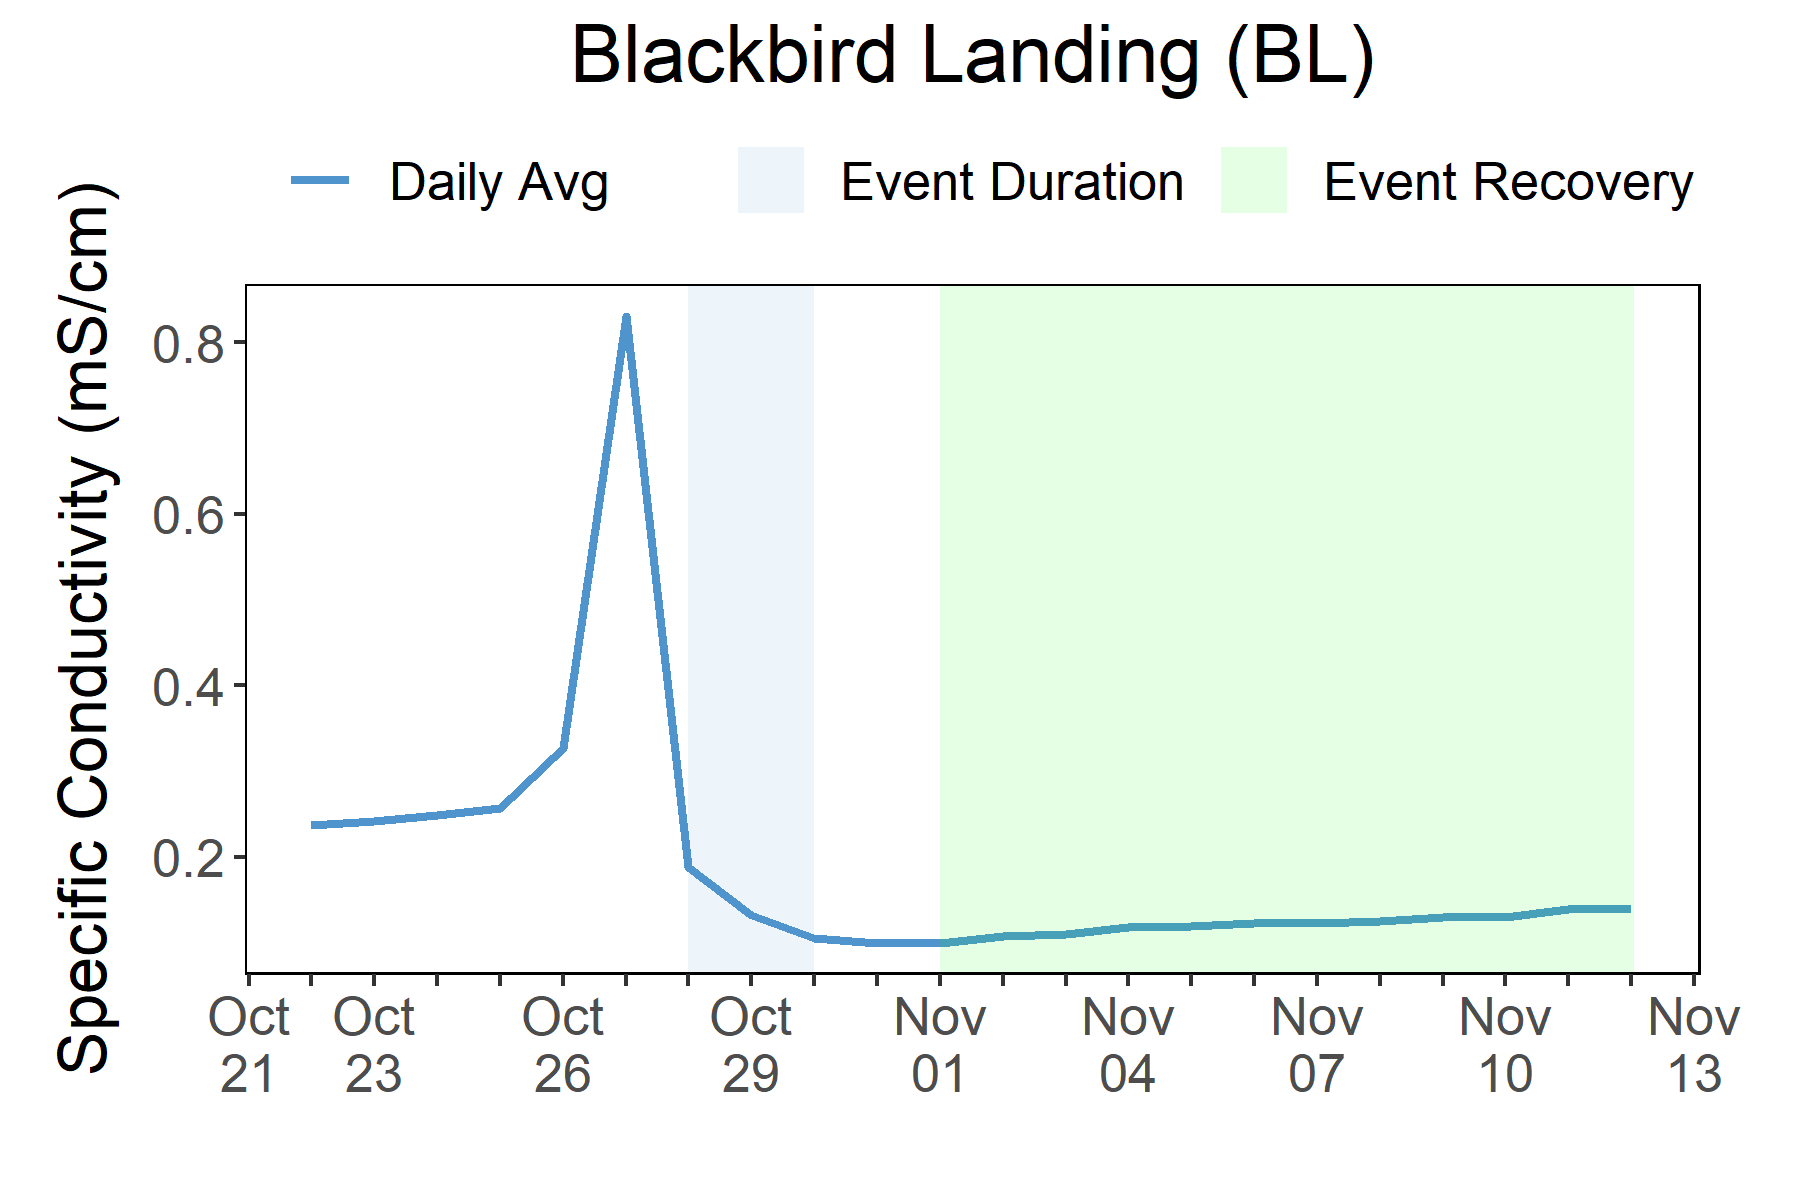 Blackbird Landing (BL)
Daily Avg
Event Duration
Event Recovery
Specific Conductivity (mS/cm)
0.8
0.6
0.4
0.2
Oct 21
Oct 23
Oct 26
Oct 29
Nov 01
Nov 04
Nov 07
Nov 10
Nov 13